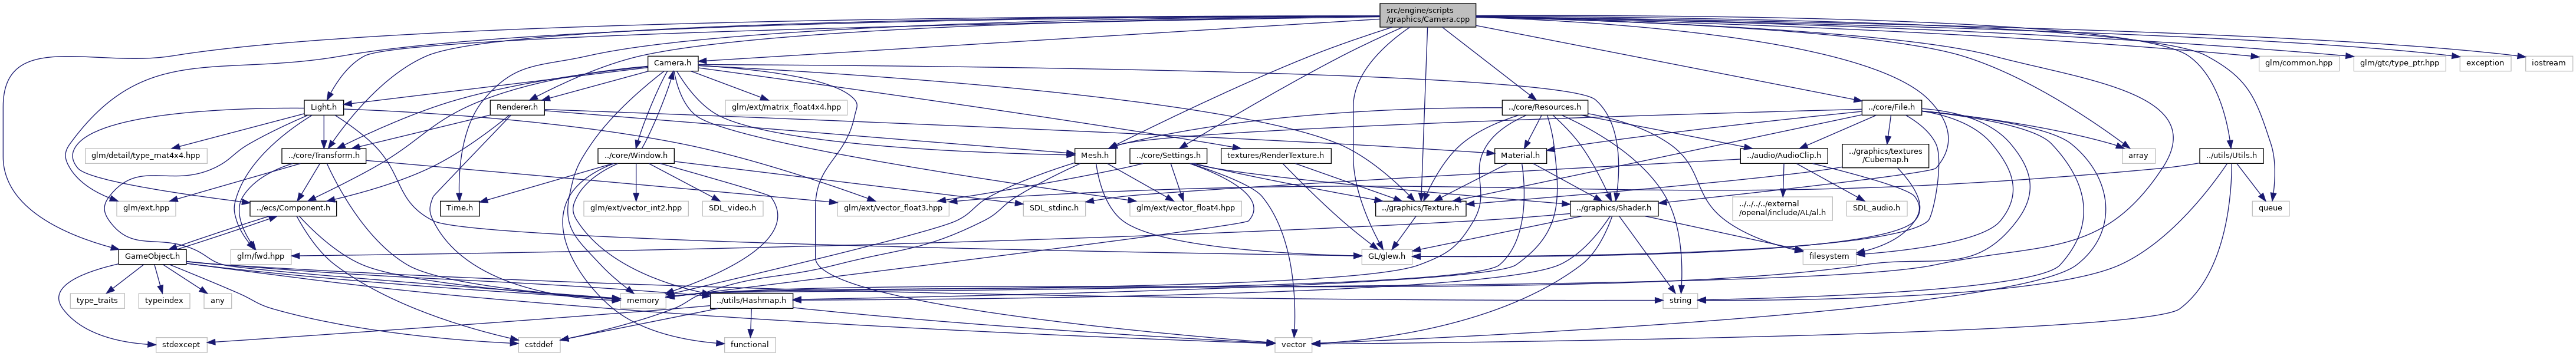 src/engine/scripts
/graphics/Camera.cpp
Camera.h
glm/common.hpp
glm/gtc/type_ptr.hpp
exception
iostream
Light.h
Renderer.h
glm/ext/matrix_float4x4.hpp
../core/Resources.h
../core/File.h
glm/detail/type_mat4x4.hpp
../core/Transform.h
../core/Window.h
Mesh.h
../core/Settings.h
textures/RenderTexture.h
Material.h
../audio/AudioClip.h
../graphics/textures
/Cubemap.h
array
../utils/Utils.h
glm/ext.hpp
../ecs/Component.h
Time.h
glm/ext/vector_int2.hpp
SDL_video.h
glm/ext/vector_float3.hpp
SDL_stdinc.h
glm/ext/vector_float4.hpp
../graphics/Texture.h
../graphics/Shader.h
../../../../external
/openal/include/AL/al.h
SDL_audio.h
queue
GameObject.h
glm/fwd.hpp
GL/glew.h
filesystem
type_traits
typeindex
any
memory
../utils/Hashmap.h
string
stdexcept
cstddef
functional
vector